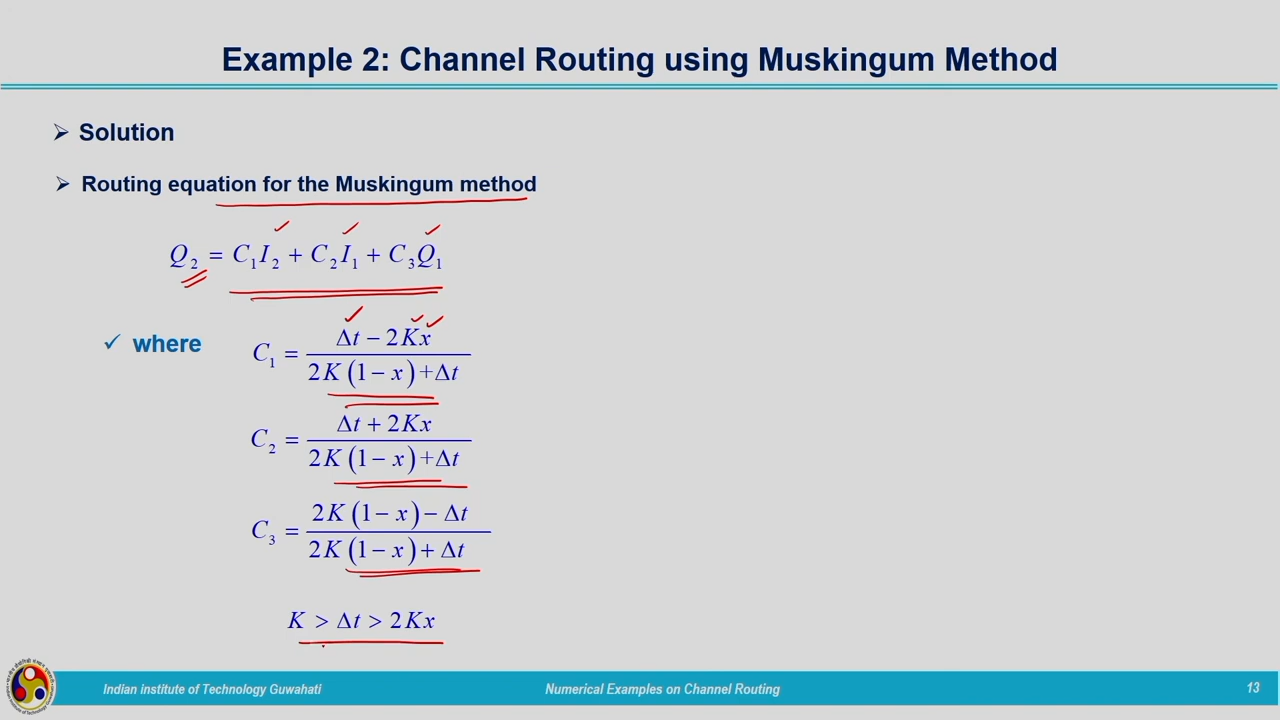 Example 2: Channel Routing using Muskingum Method
➢ Solution
➢ Routing equation for the Muskingum method
Q₂ = C₁I₂ + C₂I₁ + C₃Q₁
✓ where
C₁ = (Δt − 2Kx) / (2K(1 − x) + Δt)
C₂ = (Δt + 2Kx) / (2K(1 − x) + Δt)
C₃ = (2K(1 − x) − Δt) / (2K(1 − x) + Δt)
K > Δt > 2Kx
Indian institute of Technology Guwahati
Numerical Examples on Channel Routing
13